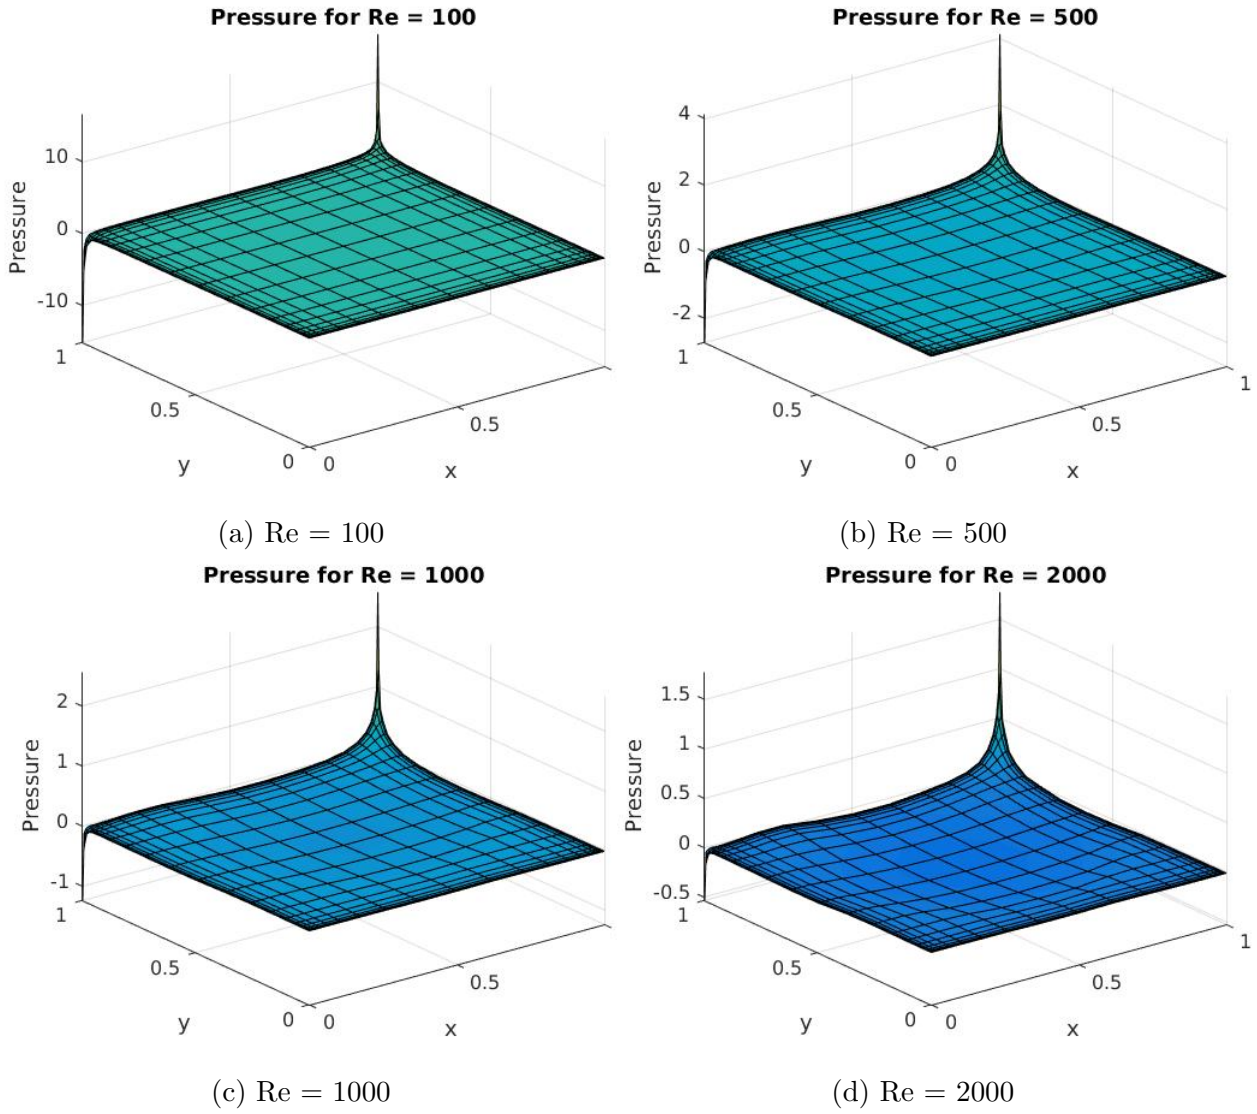 Pressure for Re = 100
Pressure
10
0
-10
1
0.5
0
y
0
0.5
x
(a) Re = 100
Pressure for Re = 500
Pressure
4
2
0
-2
1
0.5
0
y
0
0.5
1
x
(b) Re = 500
Pressure for Re = 1000
Pressure
2
1
0
-1
1
0.5
0
y
0
0.5
x
(c) Re = 1000
Pressure for Re = 2000
Pressure
1.5
1
0.5
0
-0.5
1
0.5
0
y
0
0.5
1
x
(d) Re = 2000